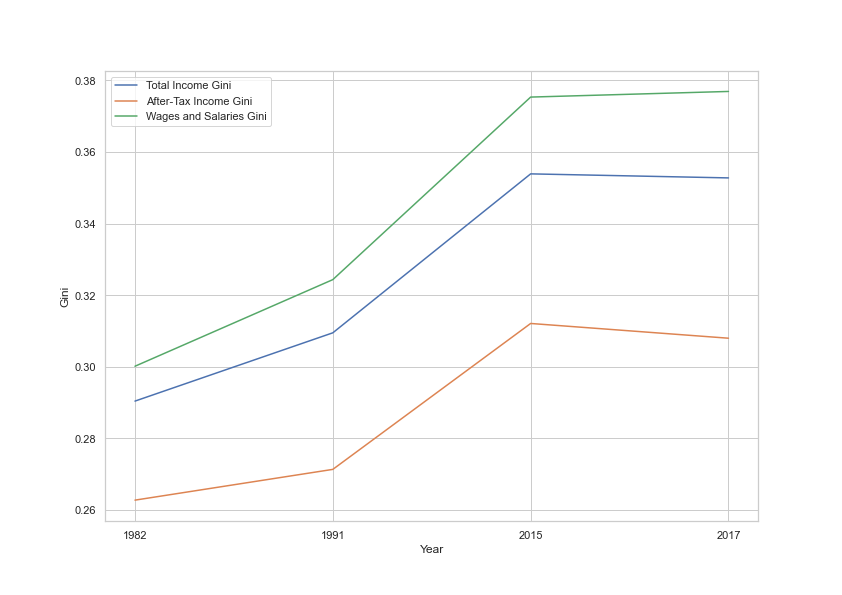 0.38
0.36
0.34
0.32
0.30
0.28
0.26
Gini
Total Income Gini
After-Tax Income Gini
Wages and Salaries Gini
1982 1991 2015 2017
Year